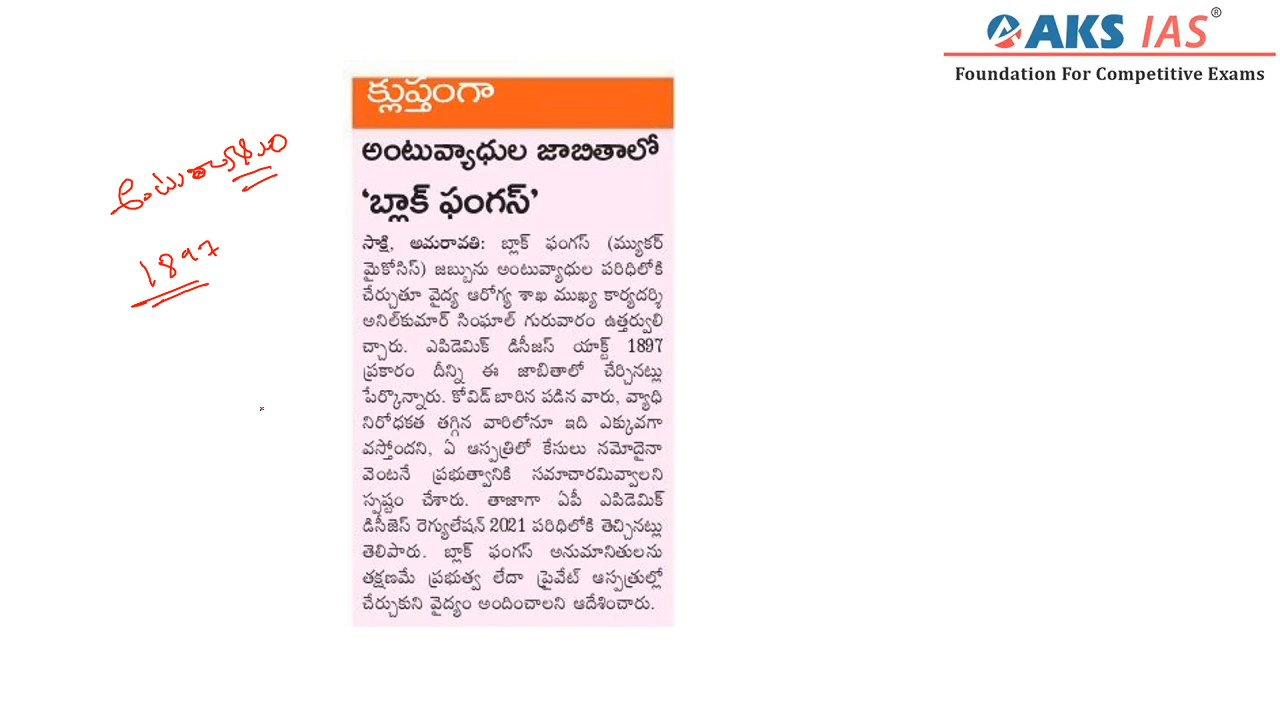 AKS IAS®
Foundation For Competitive Exams
క్లుప్తంగా
అంటువ్యాధుల జాబితాలో
‘బ్లాక్ ఫంగస్’
1897
సాక్షి, అమరావతి: బ్లాక్ ఫంగస్ (మ్యుకర్
మైకోసిస్) జబ్బును అంటువ్యాధుల పరిధిలోకి
చేర్చుతూ వైద్య ఆరోగ్య శాఖ ముఖ్య కార్యదర్శి
అనిల్‌కుమార్ సింఘాల్ గురువారం ఉత్తర్వులి
చ్చారు. ఎపిడెమిక్ డిసీజస్ యాక్ట్ 1897
ప్రకారం దీన్ని ఈ జాబితాలో చేర్చినట్లు
పేర్కొన్నారు. కోవిడ్ బారిన పడిన వారు, వ్యాధి
నిరోధకత తగ్గిన వారిలోనూ ఇది ఎక్కువగా
వస్తోందని, ఏ ఆస్పత్రిలో కేసులు నమోదైనా
వెంటనే ప్రభుత్వానికి సమాచారమివ్వాలని
స్పష్టం చేశారు. తాజాగా ఏపీ ఎపిడెమిక్
డిసీజెస్ రెగ్యులేషన్ 2021 పరిధిలోకి తెచ్చినట్లు
తెలిపారు. బ్లాక్ ఫంగస్ అనుమానితులను
తక్షణమే ప్రభుత్వ లేదా ప్రైవేట్ ఆస్పత్రుల్లో
చేర్చుకుని వైద్యం అందించాలని ఆదేశించారు.